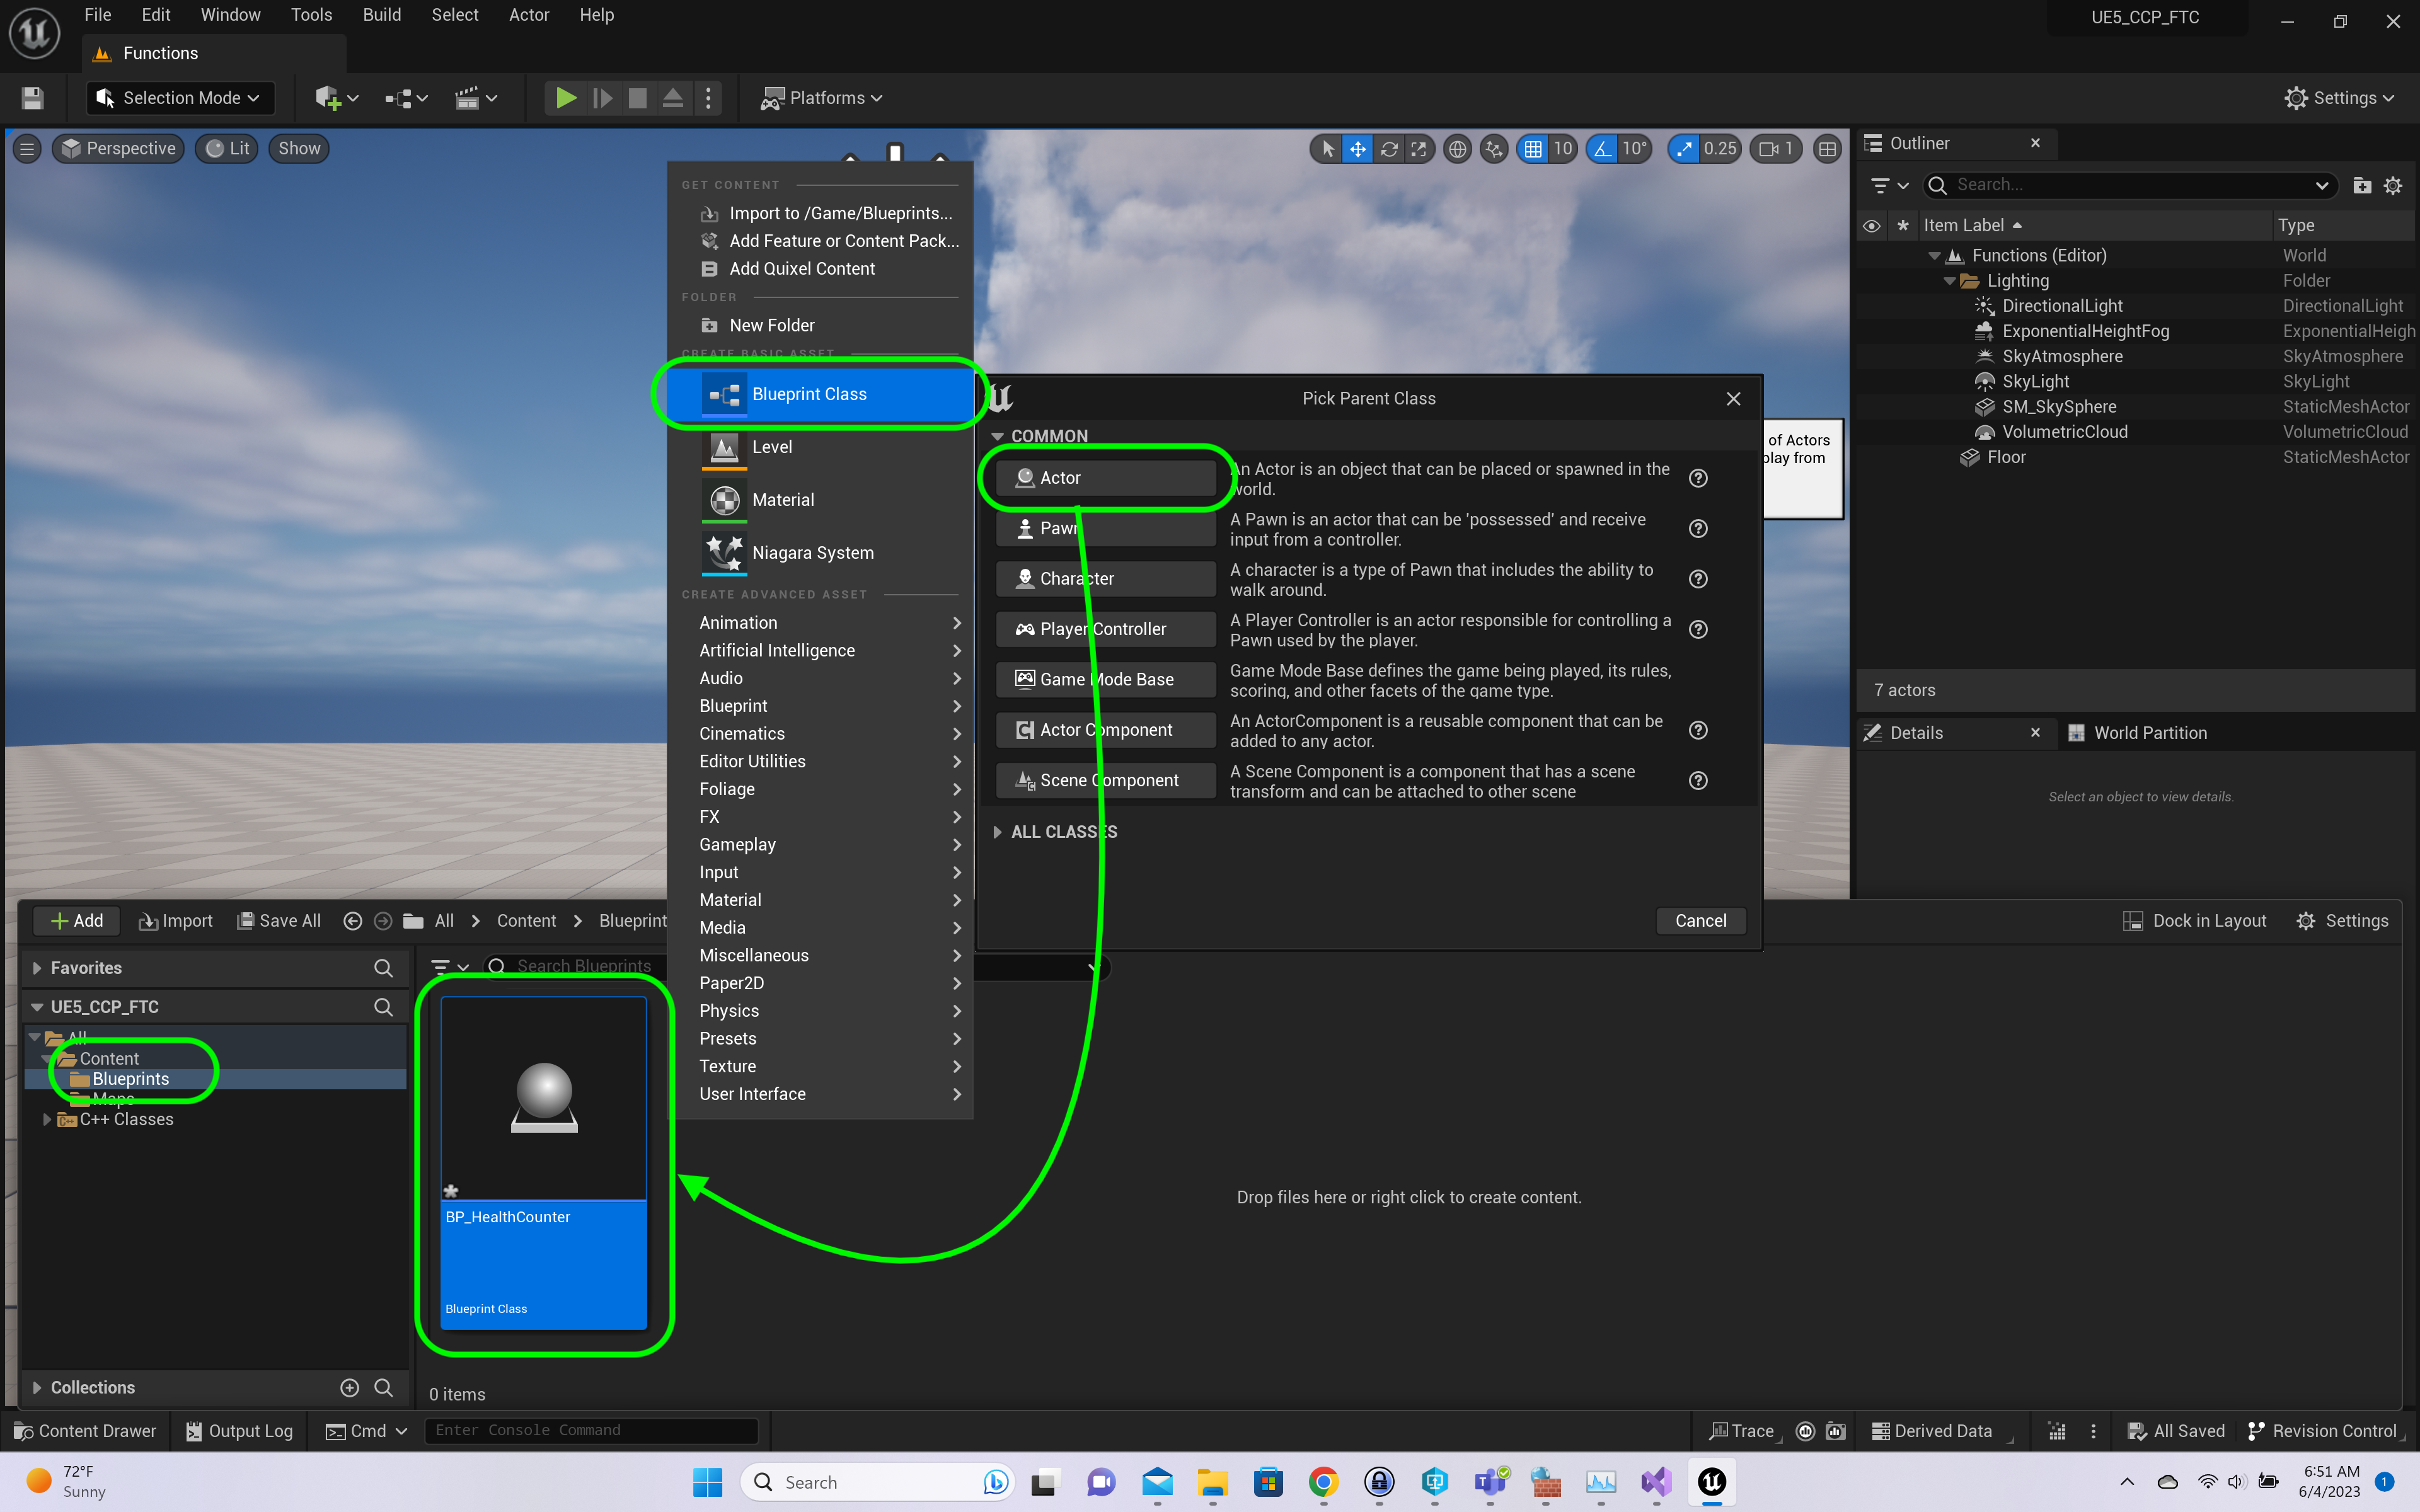 File Edit Window Tools Build Select Actor Help
UE5_CCP_FTC
Functions
Selection Mode
Platforms
Settings
Perspective
Lit
Show
10
10°
0.25
1
GET CONTENT
Import to /Game/Blueprints...
Add Feature or Content Pack...
Add Quixel Content
FOLDER
New Folder
CREATE BASIC ASSET
Blueprint Class
Level
Material
Niagara System
CREATE ADVANCED ASSET
Animation
Artificial Intelligence
Audio
Blueprint
Cinematics
Editor Utilities
Foliage
FX
Gameplay
Input
Material
Media
Miscellaneous
Paper2D
Physics
Presets
Texture
User Interface
Pick Parent Class
COMMON
Actor
An Actor is an object that can be placed or spawned in the
world.
Pawn
A Pawn is an actor that can be 'possessed' and receive
input from a controller.
Character
A character is a type of Pawn that includes the ability to
walk around.
Player Controller
A Player Controller is an actor responsible for controlling a
Pawn used by the player.
Game Mode Base
Game Mode Base defines the game being played, its rules,
scoring, and other facets of the game type.
Actor Component
An ActorComponent is a reusable component that can be
added to any actor.
Scene Component
A Scene Component is a component that has a scene
transform and can be attached to other scene
ALL CLASSES
Cancel
of Actors
play from
Outliner
Search...
Item Label Type
Functions (Editor) World
Lighting Folder
DirectionalLight DirectionalLight
ExponentialHeightFog ExponentialHeigh
SkyAtmosphere SkyAtmosphere
SkyLight SkyLight
SM_SkySphere StaticMeshActor
VolumetricCloud VolumetricCloud
Floor StaticMeshActor
7 actors
Details
World Partition
Select an object to view details.
Add Import Save All All Content Blueprint
Dock in Layout Settings
Favorites
Search Blueprints
UE5_CCP_FTC
All
Content
Blueprints
Maps
C++ Classes
BP_HealthCounter
Blueprint Class
Drop files here or right click to create content.
Collections
0 items
Content Drawer Output Log Cmd Enter Console Command
Trace Derived Data All Saved Revision Control
72°F
Sunny
Search
6:51 AM
6/4/2023
1